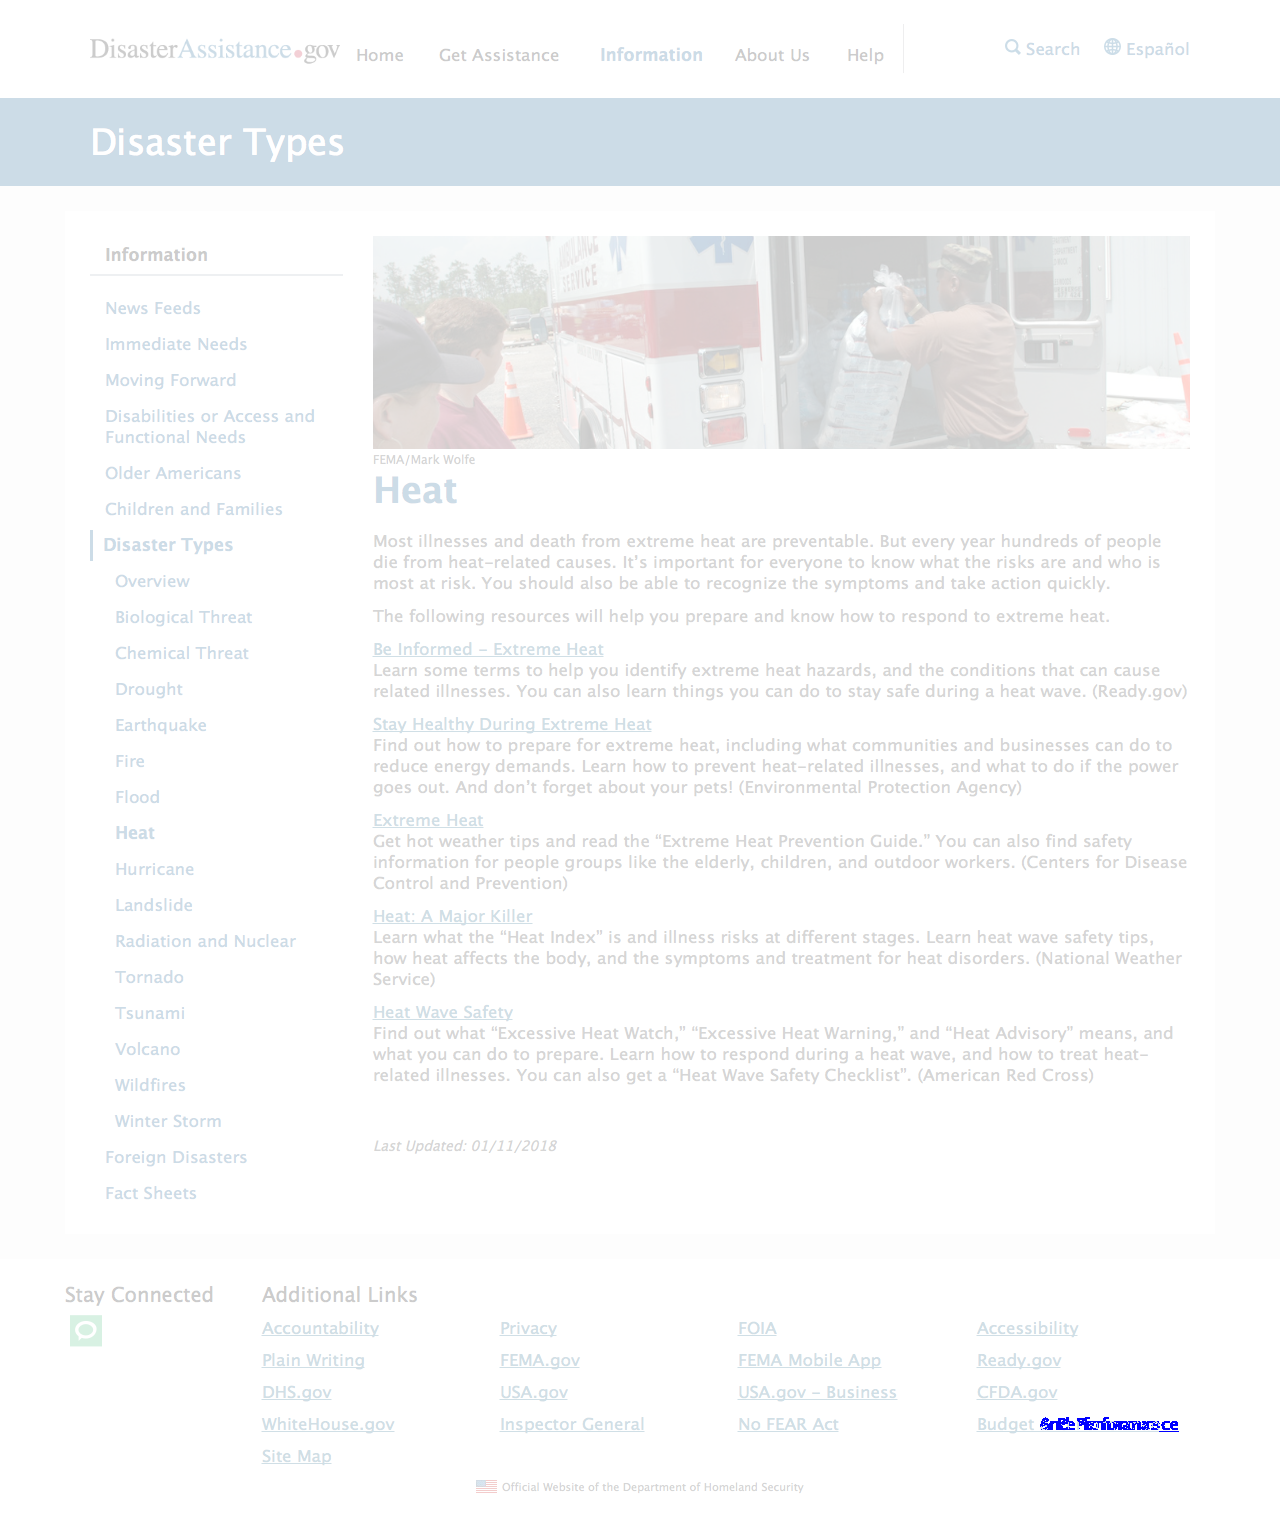 DisasterAssistance.gov Home Get Assistance Information About Us Help Search Español
Disaster Types
Information
News Feeds
Immediate Needs
Moving Forward
Disabilities or Access and
Functional Needs
Older Americans
Children and Families
Disaster Types
Overview
Biological Threat
Chemical Threat
Drought
Earthquake
Fire
Flood
Heat
Hurricane
Landslide
Radiation and Nuclear
Tornado
Tsunami
Volcano
Wildfires
Winter Storm
Foreign Disasters
Fact Sheets
AMBULANCE
SERVICE
FEMA/Mark Wolfe
Heat
Most illnesses and death from extreme heat are preventable. But every year hundreds of people
die from heat-related causes. It’s important for everyone to know what the risks are and who is
most at risk. You should also be able to recognize the symptoms and take action quickly.
The following resources will help you prepare and know how to respond to extreme heat.
Be Informed - Extreme Heat
Learn some terms to help you identify extreme heat hazards, and the conditions that can cause
related illnesses. You can also learn things you can do to stay safe during a heat wave. (Ready.gov)
Stay Healthy During Extreme Heat
Find out how to prepare for extreme heat, including what communities and businesses can do to
reduce energy demands. Learn how to prevent heat-related illnesses, and what to do if the power
goes out. And don’t forget about your pets! (Environmental Protection Agency)
Extreme Heat
Get hot weather tips and read the “Extreme Heat Prevention Guide.” You can also find safety
information for people groups like the elderly, children, and outdoor workers. (Centers for Disease
Control and Prevention)
Heat: A Major Killer
Learn what the “Heat Index” is and illness risks at different stages. Learn heat wave safety tips,
how heat affects the body, and the symptoms and treatment for heat disorders. (National Weather
Service)
Heat Wave Safety
Find out what “Excessive Heat Watch,” “Excessive Heat Warning,” and “Heat Advisory” means, and
what you can do to prepare. Learn how to respond during a heat wave, and how to treat heat-
related illnesses. You can also get a “Heat Wave Safety Checklist”. (American Red Cross)
Last Updated: 01/11/2018
Stay Connected
Additional Links
Accountability Privacy FOIA Accessibility
Plain Writing FEMA.gov FEMA Mobile App Ready.gov
DHS.gov USA.gov USA.gov - Business CFDA.gov
WhiteHouse.gov Inspector General No FEAR Act Budget
Site Map
Official Website of the Department of Homeland Security